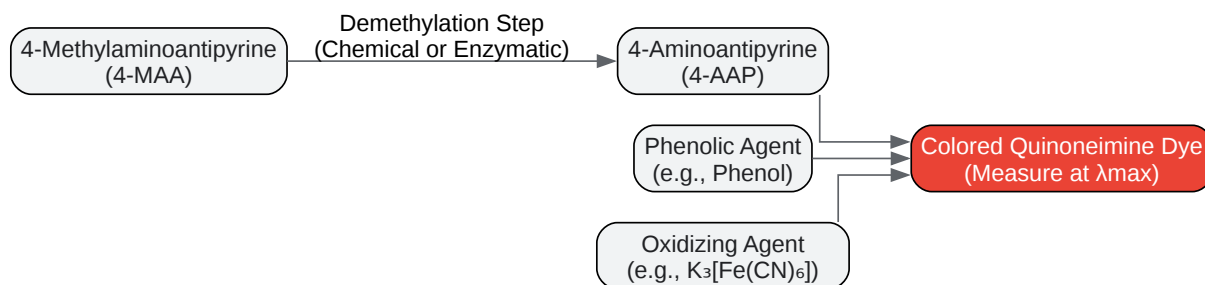 4-Methylaminoantipyrine
(4-MAA)
Demethylation Step
(Chemical or Enzymatic)
4-Aminoantipyrine
(4-AAP)
Phenolic Agent
(e.g., Phenol)
Colored Quinoneimine Dye
(Measure at λmax)
Oxidizing Agent
(e.g., K₃[Fe(CN)₆])